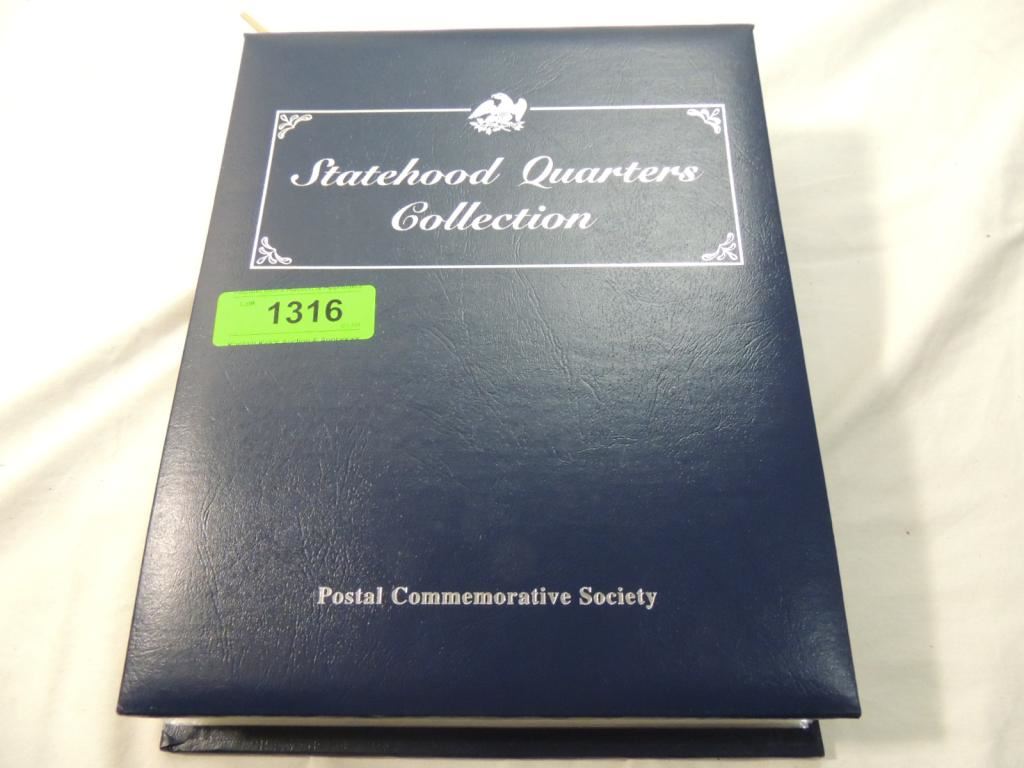 Statehood Quarters
Collection
1316
Postal Commemorative Society